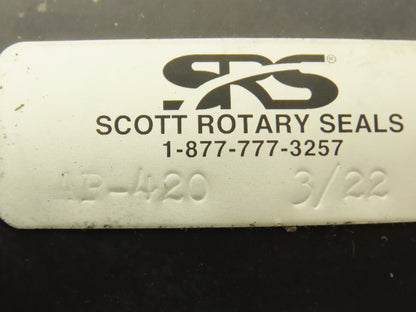 SRS®
SCOTT ROTARY SEALS
1-877-777-3257
AP-420 3/22